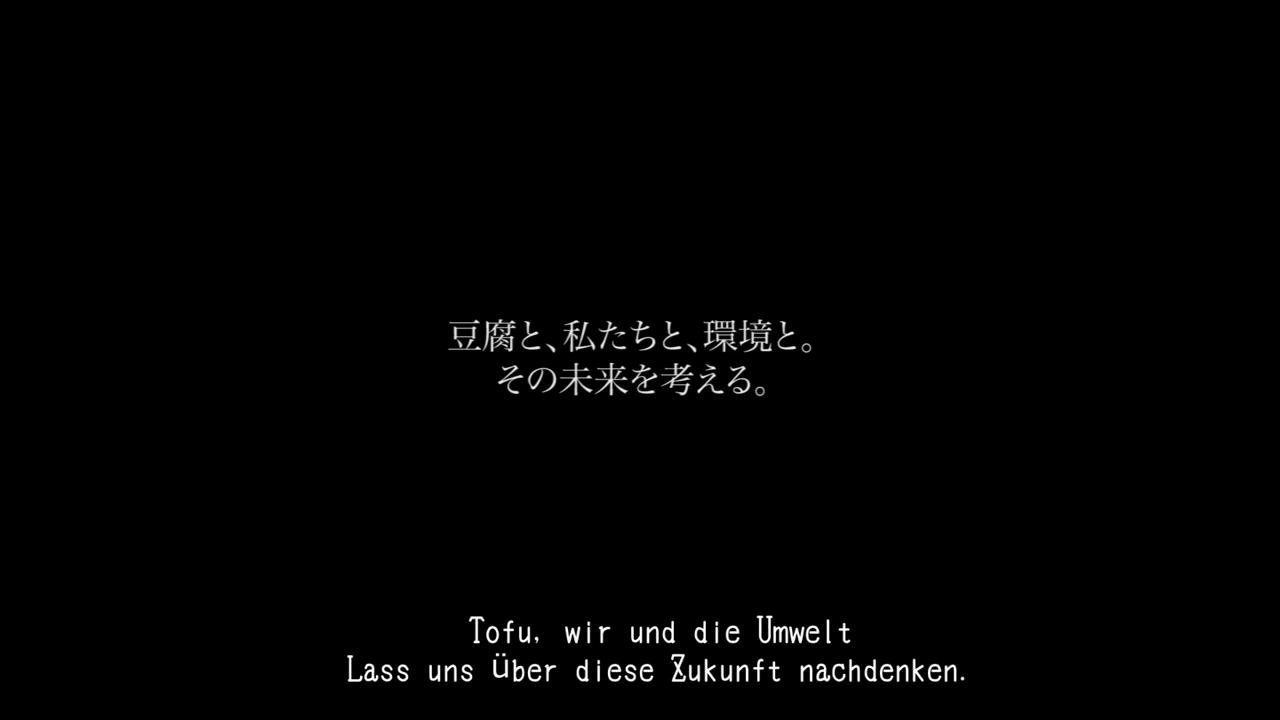 豆腐と、私たちと、環境と。
その未来を考える。
Tofu, wir und die Umwelt
Lass uns über diese Zukunft nachdenken.